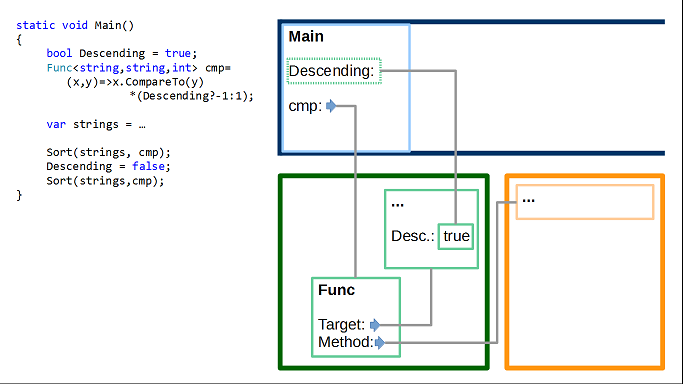 static void Main()
{
bool Descending = true;
Func<string,string,int> cmp=
(x,y)=>x.CompareTo(y)
*(Descending?-1:1);
var strings = …
Sort(strings, cmp);
Descending = false;
Sort(strings,cmp);
}
Main
Descending:
cmp:
...
Desc.: true
Func
Target:
Method:
...